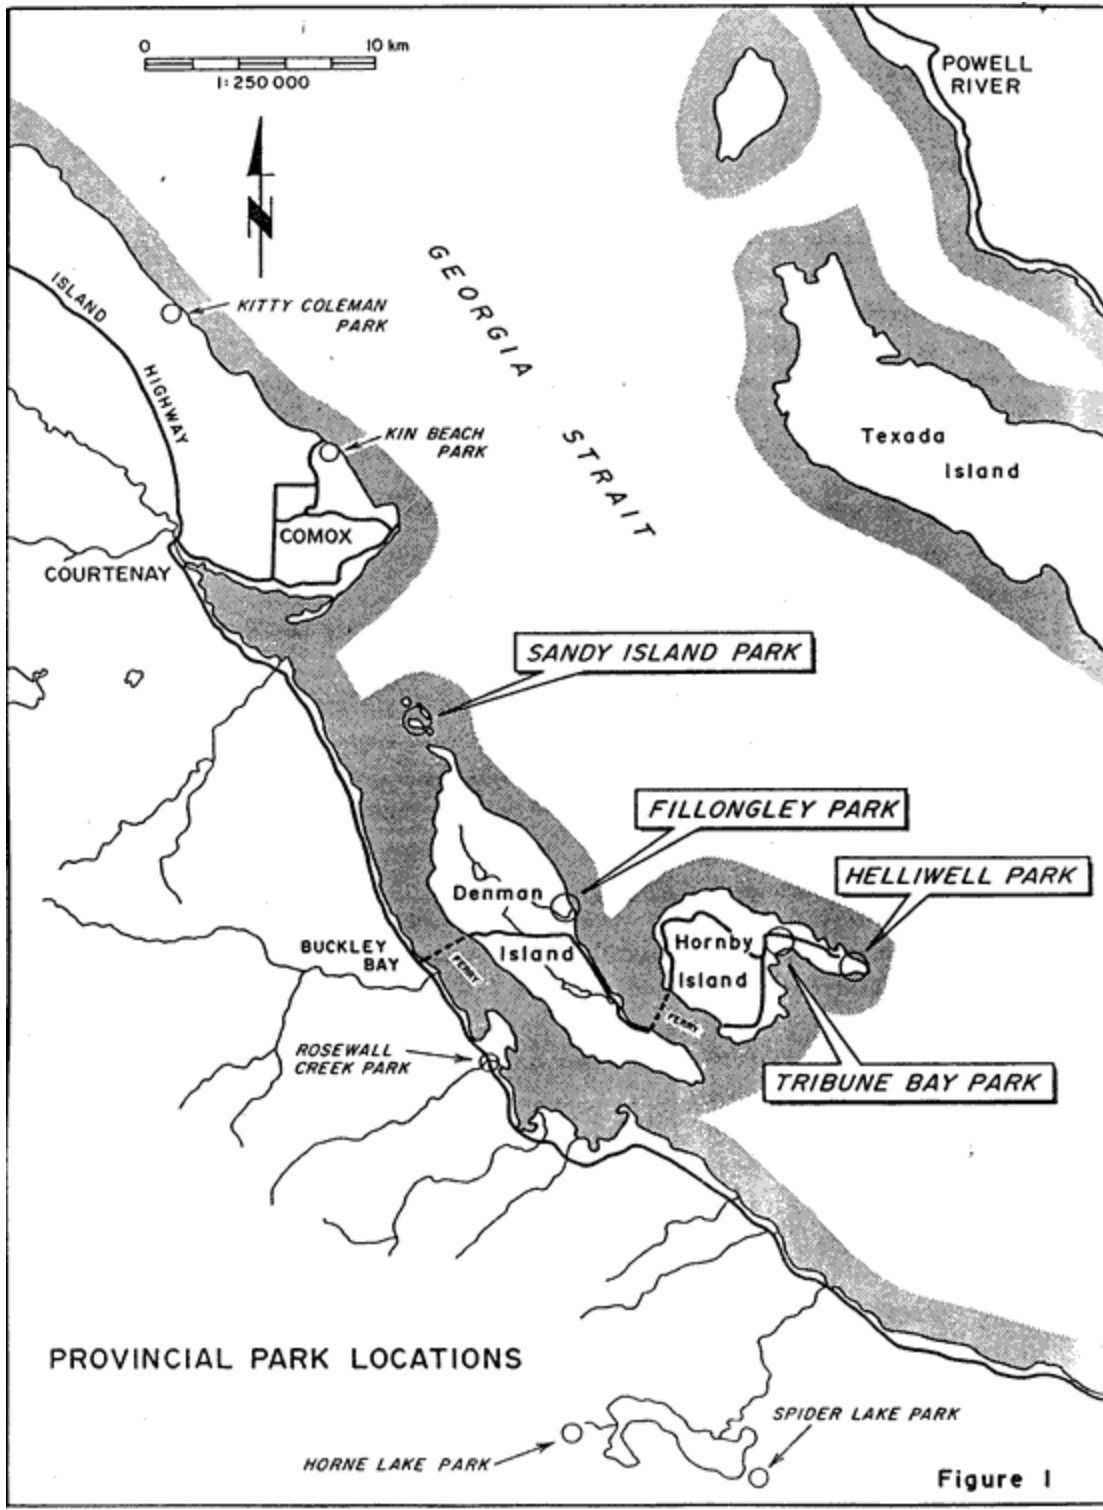 0 10 km
1:250 000
N
POWELL
RIVER
GEORGIA
STRAIT
ISLAND
HIGHWAY
KITTY COLEMAN
PARK
KIN BEACH
PARK
Texada
Island
COMOX
COURTENAY
SANDY ISLAND PARK
FILLONGLEY PARK
HELLIWELL PARK
Denman
Island
Hornby
Island
BUCKLEY
BAY
FERRY
FERRY
ROSEWALL
CREEK PARK
TRIBUNE BAY PARK
PROVINCIAL PARK LOCATIONS
SPIDER LAKE PARK
HORNE LAKE PARK
Figure 1